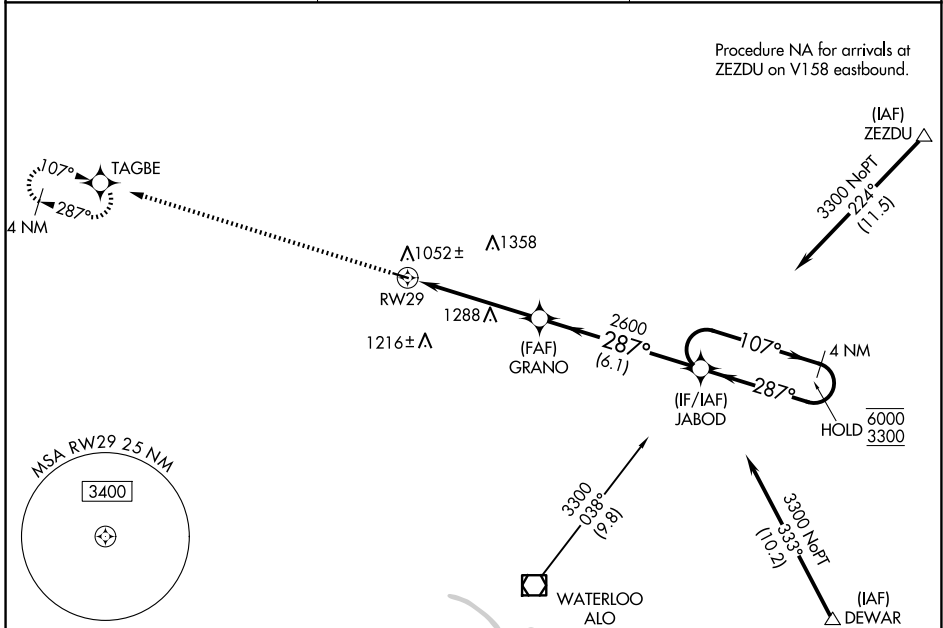 Procedure NA for arrivals at
ZEZDU on V158 eastbound.
(IAF)
ZEZDU
3300 NoPT
224°
(11.5)
107°
TAGBE
287°
4 NM
1052±
1358
RW29
1288
1216±
(FAF)
GRANO
2600
287°
(6.1)
107°
4 NM
287°
(IF/IAF)
JABOD
HOLD
6000
3300
MSA RW29 25 NM
3400
3300
038°
(9.8)
3300 NoPT
333°
(10.2)
WATERLOO
ALO
(IAF)
DEWAR